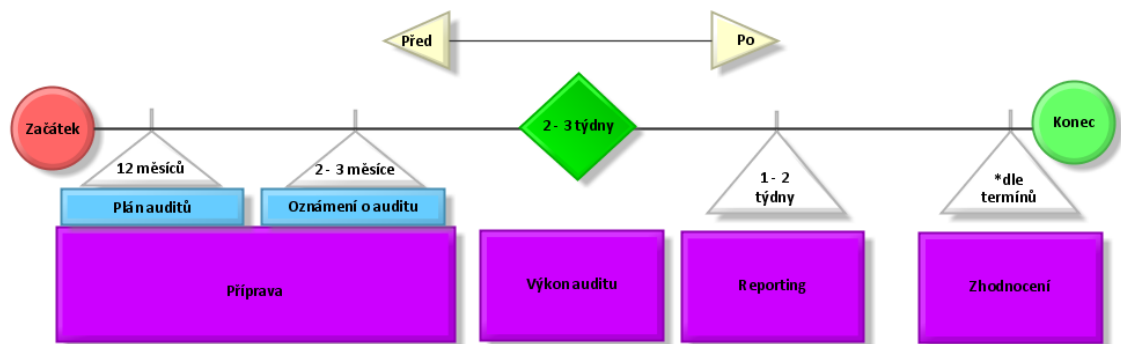 Před
Po
Začátek
2 - 3 týdny
Konec
12 měsíců
2 - 3 měsíce
1 - 2
týdny
*dle
termínů
Plán auditů
Oznámení o auditu
Příprava
Výkon auditu
Reporting
Zhodnocení